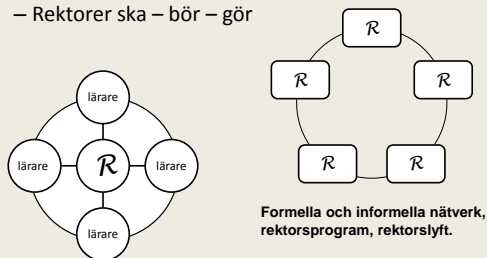 – Rektorer ska – bör – gör
R
R
R
lärare
lärare
R
lärare
R
R
lärare
Formella och informella nätverk,
rektorsprogram, rektorslyft.